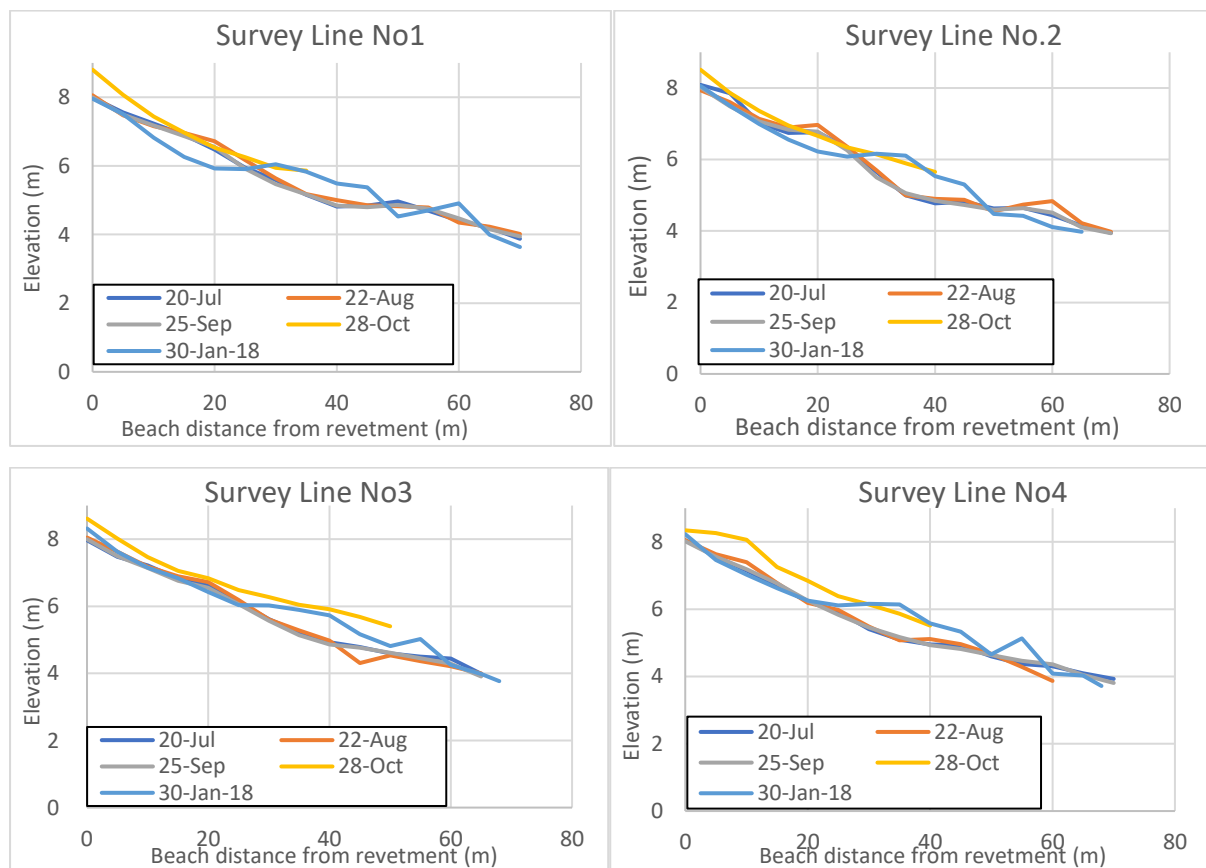 Survey Line No1
Elevation (m)
8
6
4
2
0
20-Jul 22-Aug
25-Sep 28-Oct
30-Jan-18
0 20 40 60 80
Beach distance from revetment (m)
Survey Line No.2
Elevation (m)
8
6
4
2
0
20-Jul 22-Aug
25-Sep 28-Oct
30-Jan-18
0 20 40 60 80
Beach distance from revetment (m)
Survey Line No3
Elevation (m)
8
6
4
2
0
20-Jul 22-Aug
25-Sep 28-Oct
30-Jan-18
0 20 40 60 80
Beach distance from revetment (m)
Survey Line No4
Elevation (m)
8
6
4
2
0
20-Jul 22-Aug
25-Sep 28-Oct
30-Jan-18
0 20 40 60 80
Beach distance from revetment (m)